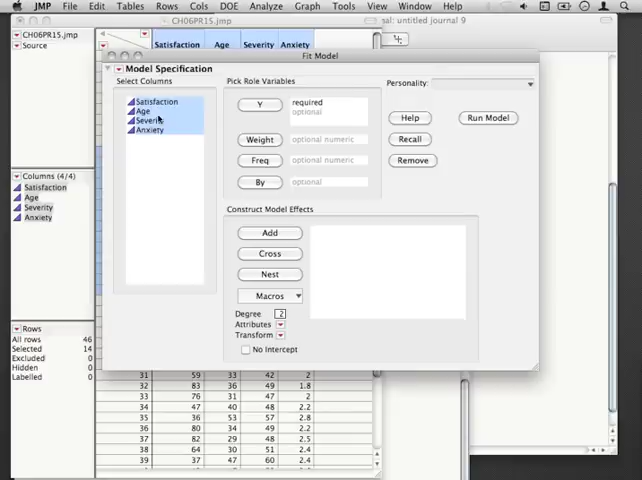 JMP File Edit Tables Rows Cols DOE Analyze Graph Tools View Window Help
CH06PR15.jmp
untitled journal 9
CH06PR15.jmp
Source
Satisfaction Age Severity Anxiety
Fit Model
Model Specification
Select Columns
Satisfaction
Age
Severity
Anxiety
Pick Role Variables
Y required
optional
Weight optional numeric
Freq optional numeric
By optional
Personality:
Help Run Model
Recall
Remove
Construct Model Effects
Add
Cross
Nest
Macros
Degree 2
Attributes
Transform
No Intercept
Columns (4/4)
Satisfaction
Age
Severity
Anxiety
Rows
All rows 46
Selected 14
Excluded 0
Hidden 0
Labelled 0
31 59 33 42 2
32 83 36 49 1.8
33 76 31 47 2
34 47 40 48 2.2
35 36 53 57 2.8
36 80 34 49 2.2
37 82 29 48 2.5
38 64 30 51 2.4
39 37 47 60 2.4